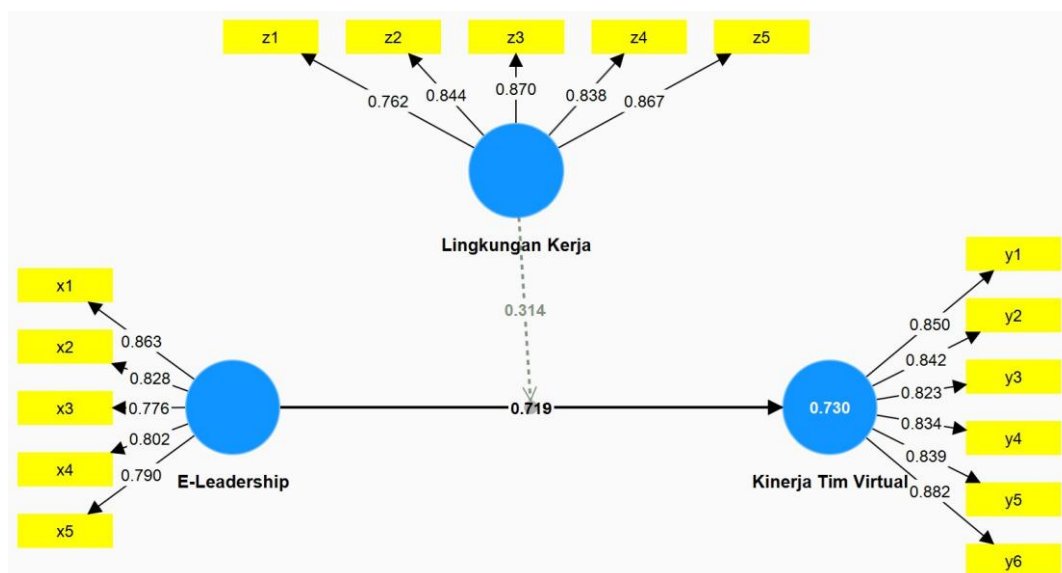 z1
z2
z3
z4
z5
0.762
0.844
0.870
0.838
0.867
Lingkungan Kerja
0.314
x1
x2
x3
x4
x5
0.863
0.828
0.776
0.802
0.790
E-Leadership
0.719
0.730
Kinerja Tim Virtual
0.850
0.842
0.823
0.834
0.839
0.882
y1
y2
y3
y4
y5
y6